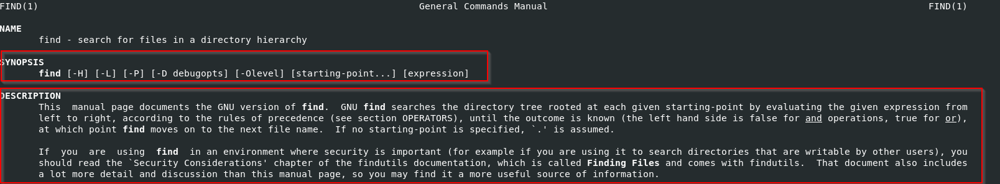 FIND(1) General Commands Manual FIND(1)
NAME
find - search for files in a directory hierarchy
SYNOPSIS
find [-H] [-L] [-P] [-D debugopts] [-Olevel] [starting-point...] [expression]
DESCRIPTION
This manual page documents the GNU version of find. GNU find searches the directory tree rooted at each given starting-point by evaluating the given expression from
left to right, according to the rules of precedence (see section OPERATORS), until the outcome is known (the left hand side is false for and operations, true for or),
at which point find moves on to the next file name. If no starting-point is specified, `.' is assumed.
If you are using find in an environment where security is important (for example if you are using it to search directories that are writable by other users), you
should read the `Security Considerations' chapter of the findutils documentation, which is called Finding Files and comes with findutils. That document also includes
a lot more detail and discussion than this manual page, so you may find it a more useful source of information.